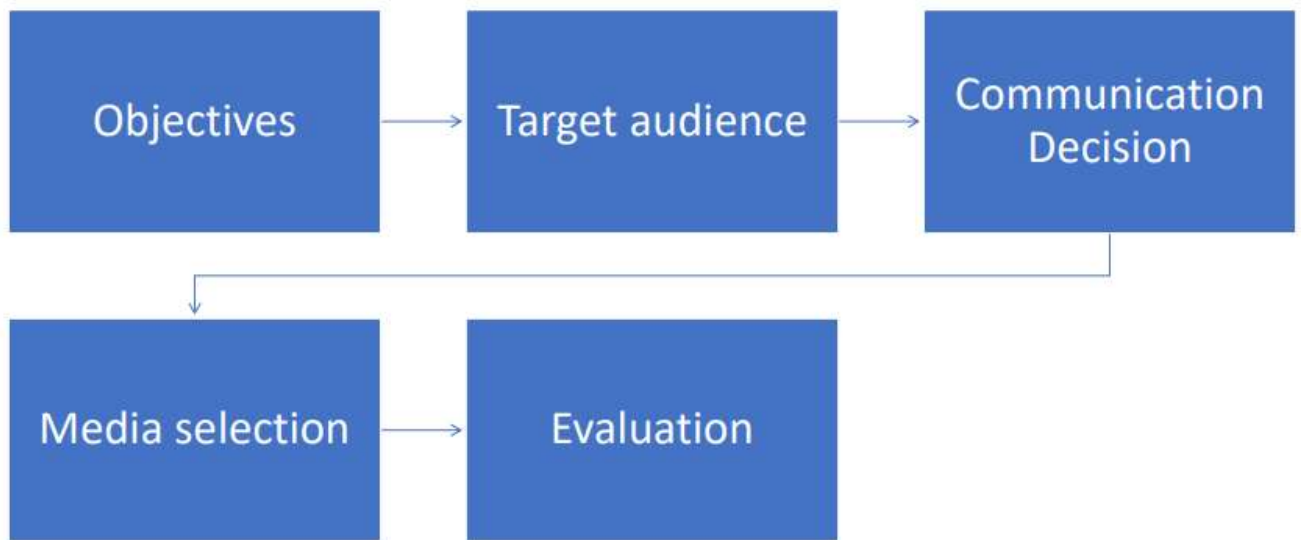 Objectives
Target audience
Communication
Decision
Media selection
Evaluation